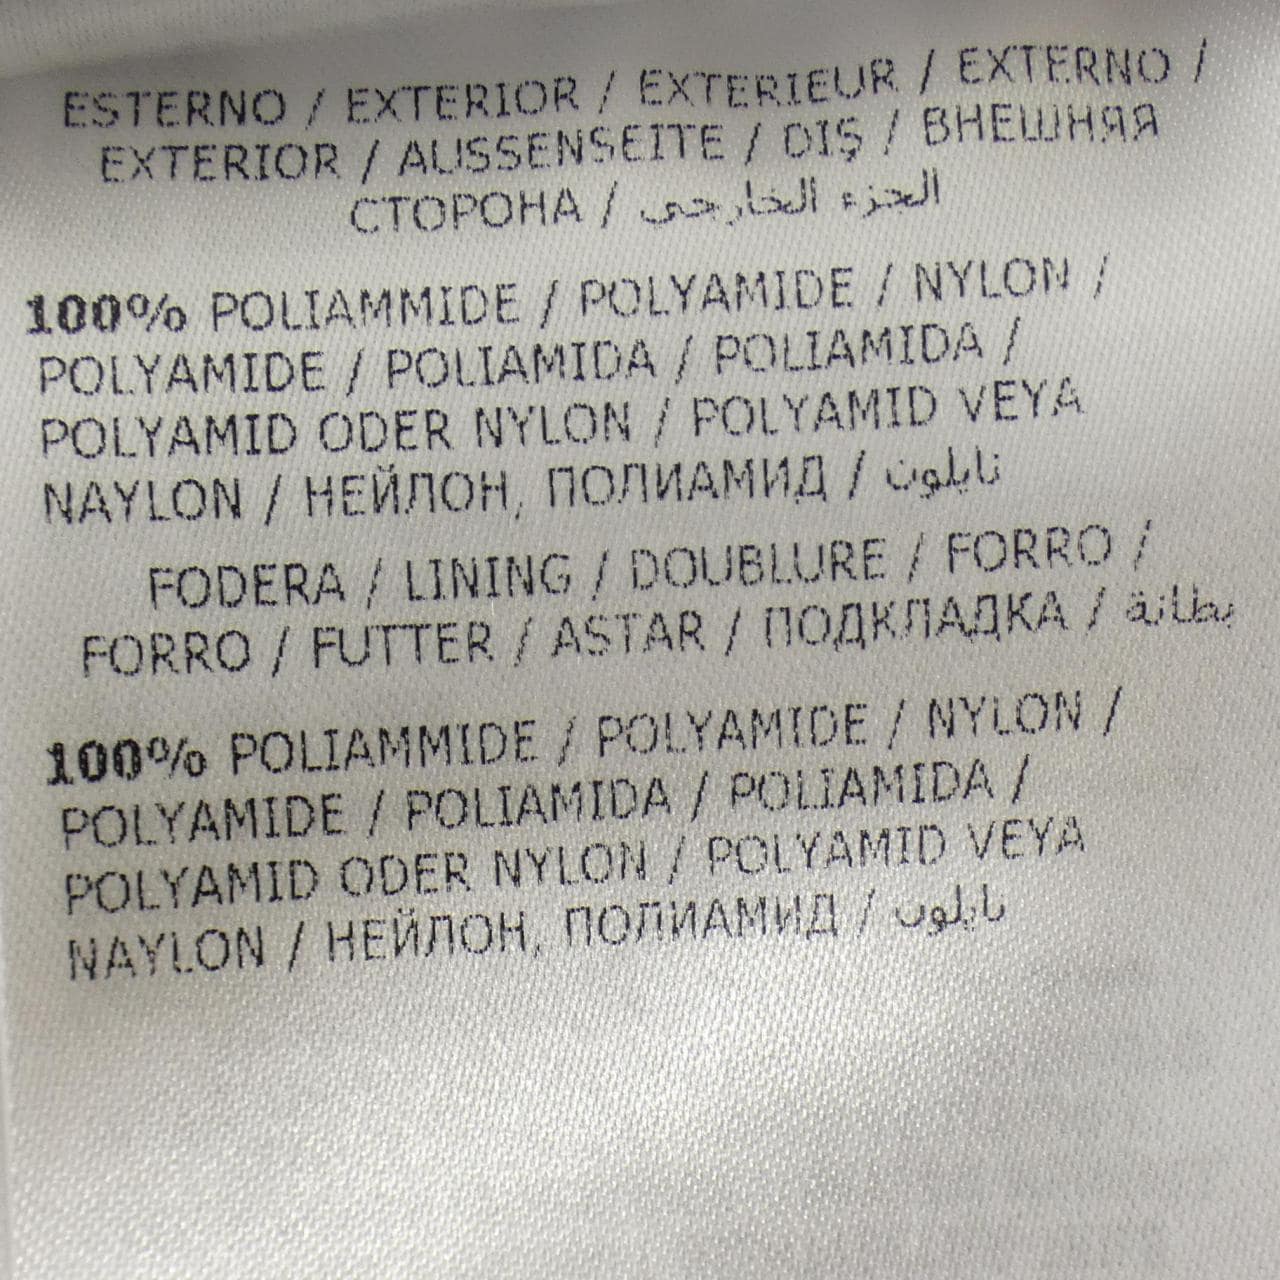 ESTERNO / EXTERIOR / EXTERIEUR / EXTERNO /
EXTERIOR / AUSSENSEITE / DIŞ / ВНЕШНЯЯ
СТОРОНА / الجزء الخارجي
100% POLIAMMIDE / POLYAMIDE / NYLON /
POLYAMIDE / POLIAMIDA / POLIAMIDA /
POLYAMID ODER NYLON / POLYAMID VEYA
NAYLON / НЕЙЛОН, ПОЛИАМИД / نايلون
FODERA / LINING / DOUBLURE / FORRO /
FORRO / FUTTER / ASTAR / ПОДКЛАДКА / بطانة
100% POLIAMMIDE / POLYAMIDE / NYLON /
POLYAMIDE / POLIAMIDA / POLIAMIDA /
POLYAMID ODER NYLON / POLYAMID VEYA
NAYLON / НЕЙЛОН, ПОЛИАМИД / نايلون